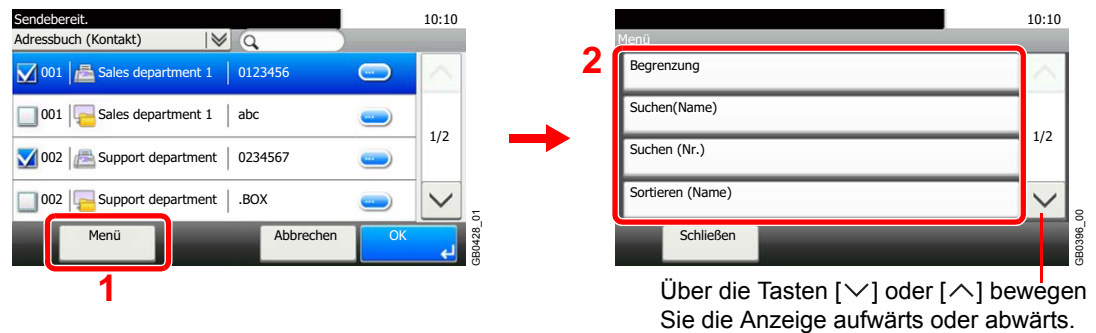 Sendebereit.
10:10
Adressbuch (Kontakt)
001 Sales department 1 0123456
001 Sales department 1 abc
1/2
002 Support department 0234567
002 Support department .BOX
Menü Abbrechen OK
GB0428_01
1
10:10
Menü
2
Begrenzung
Suchen(Name)
1/2
Suchen (Nr.)
Sortieren (Name)
Schließen
GB0396_00
Über die Tasten [∨] oder [∧] bewegen
Sie die Anzeige aufwärts oder abwärts.